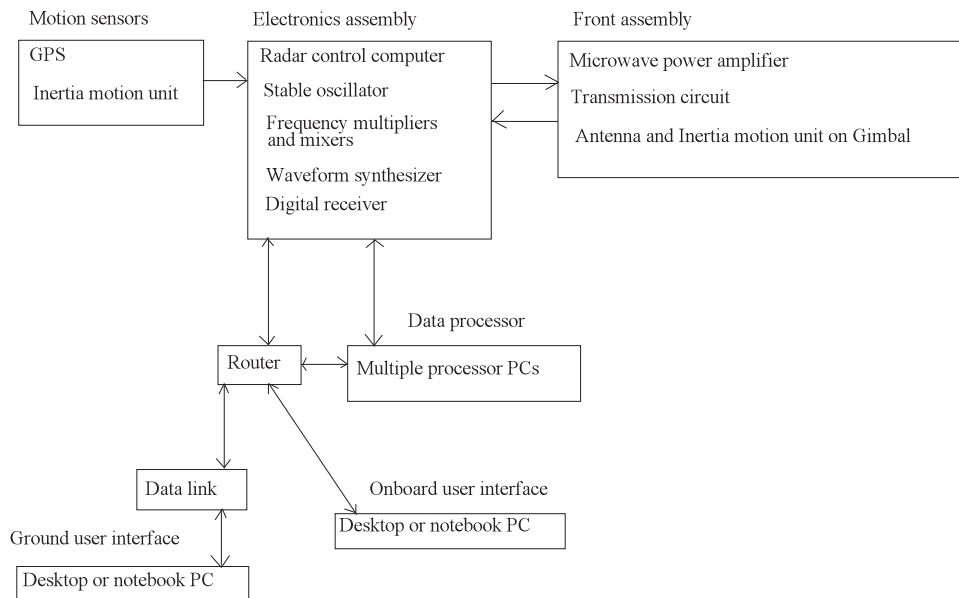 Motion sensors
GPS
Inertia motion unit
Electronics assembly
Radar control computer
Stable oscillator
Frequency multipliers
and mixers
Waveform synthesizer
Digital receiver
Front assembly
Microwave power amplifier
Transmission circuit
Antenna and Inertia motion unit on Gimbal
Data processor
Router
Multiple processor PCs
Data link
Onboard user interface
Desktop or notebook PC
Ground user interface
Desktop or notebook PC